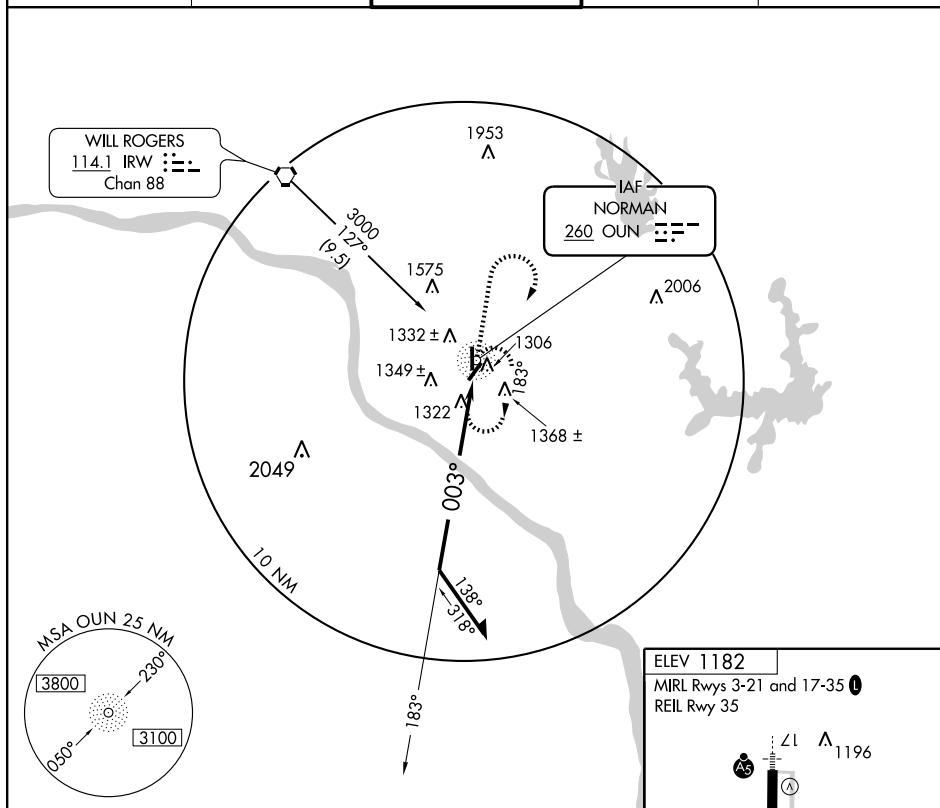 1953
WILL ROGERS
114.1 IRW
Chan 88
IAF
NORMAN
260 OUN
3000
127°
(9.5)
1575
2006
1332 ±
1306
1349 ±
183°
1322
1368 ±
2049
003°
10 NM
138°
318°
MSA OUN 25 NM
230°
3800
3100
050°
183°
ELEV 1182
MIRL Rwys 3-21 and 17-35 L
REIL Rwy 35
17
1196
A5